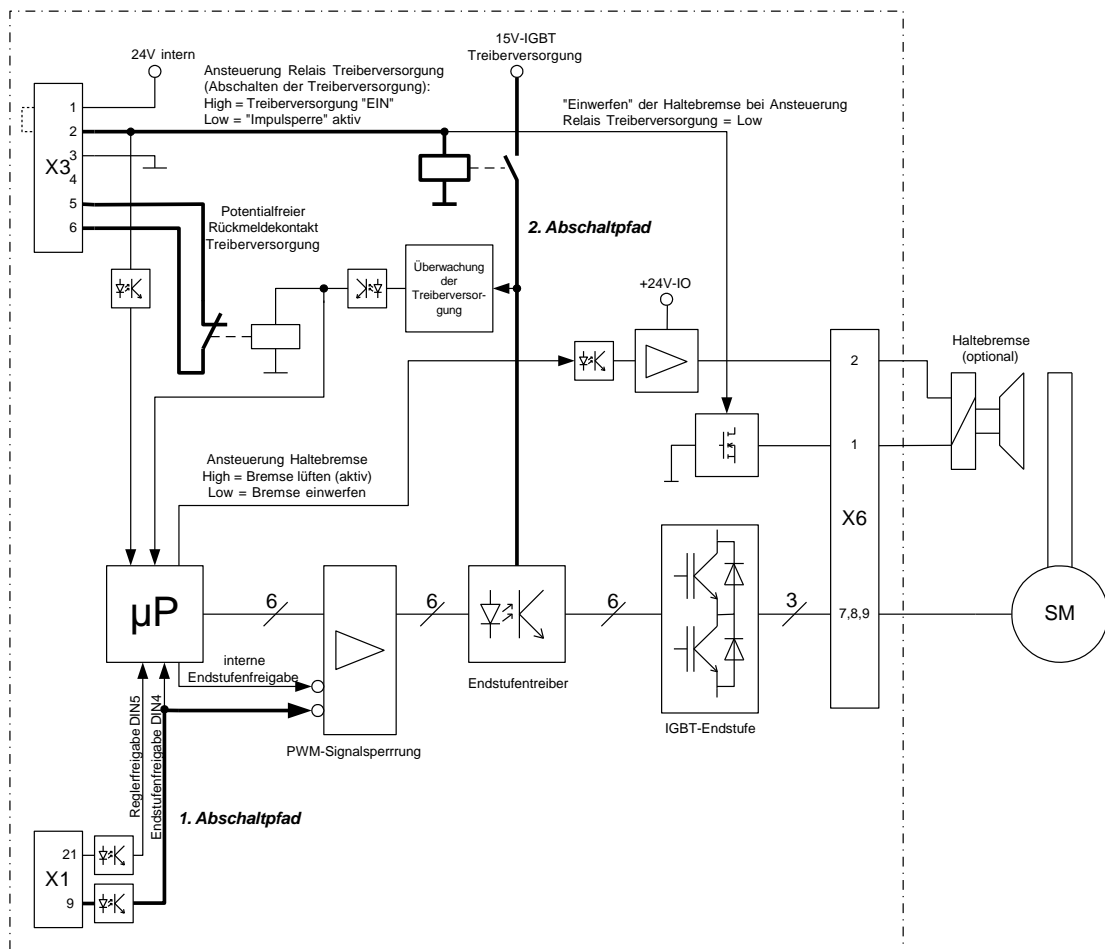 15V-IGBT
Treiberversorgung
24V intern
Ansteuerung Relais Treiberversorgung
(Abschalten der Treiberversorgung):
High = Treiberversorgung "EIN"
Low = "Impulsperre" aktiv
"Einwerfen" der Haltebremse bei Ansteuerung
Relais Treiberversorgung = Low
X3
1
2
3
4
5
6
Potentialfreier
Rückmeldekontakt
Treiberversorgung
2. Abschaltpfad
Überwachung
der
Treiberversor-
gung
+24V-IO
Haltebremse
(optional)
2
1
X6
7,8,9
Ansteuerung Haltebremse
High = Bremse lüften (aktiv)
Low = Bremse einwerfen
µP
6
6
6
3
SM
interne
Endstufenfreigabe
Endstufentreiber
IGBT-Endstufe
PWM-Signalsperrrung
Reglerfreigabe DIN5
Endstufenfreigabe DIN4
1. Abschaltpfad
X1
21
9